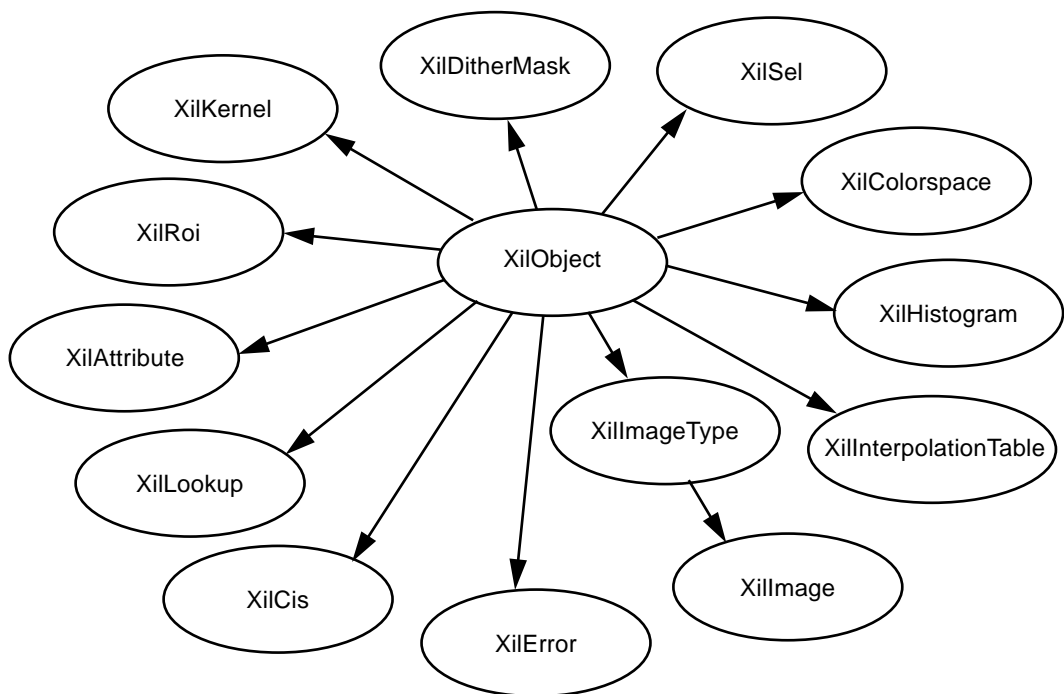 XilDitherMask
XilSel
XilKernel
XilColorspace
XilRoi
XilObject
XilHistogram
XilAttribute
XilImageType
XilInterpolationTable
XilLookup
XilImage
XilCis
XilError